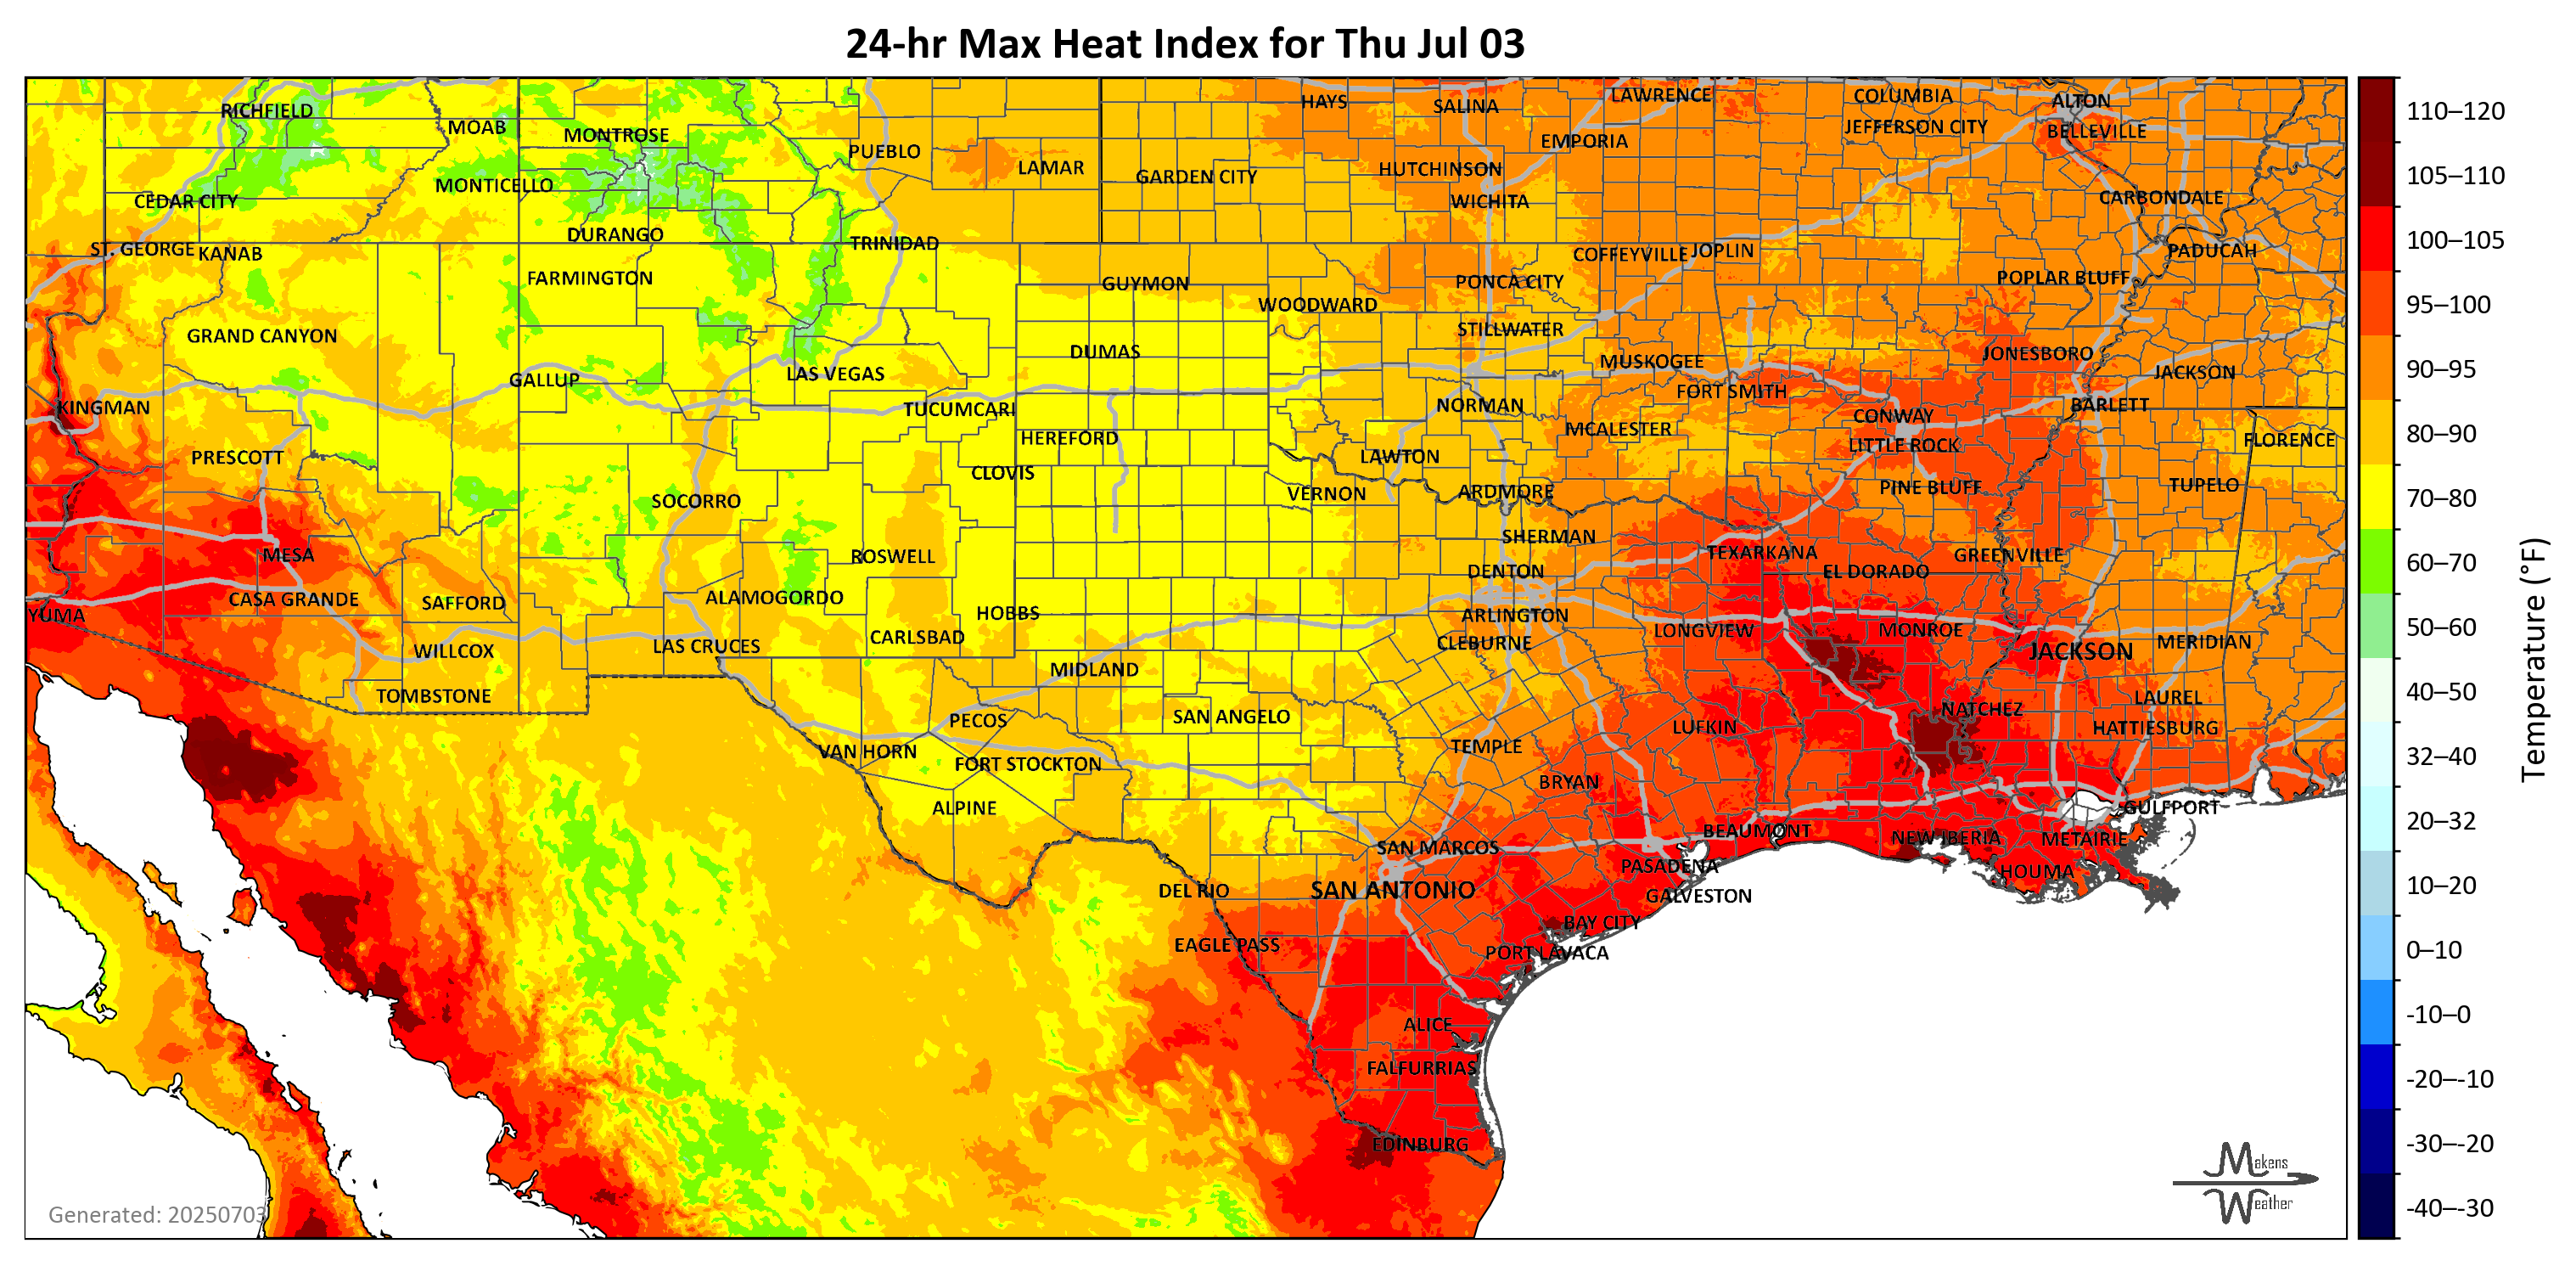 24-hr Max Heat Index for Thu Jul 03
RICHFIELD
MOAB
MONTROSE
PUEBLO
LAMAR
HAYS
SALINA
LAWRENCE
COLUMBIA
ALTON
EMPORIA
JEFFERSON CITY
BELLEVILLE
MONTICELLO
GARDEN CITY
HUTCHINSON
CEDAR CITY
WICHITA
CARBONDALE
DURANGO
TRINIDAD
ST. GEORGE
KANAB
COFFEYVILLE
JOPLIN
PADUCAH
FARMINGTON
GUYMON
PONCA CITY
POPLAR BLUFF
WOODWARD
GRAND CANYON
STILLWATER
DUMAS
MUSKOGEE
JONESBORO
GALLUP
LAS VEGAS
FORT SMITH
JACKSON
KINGMAN
TUCUMCARI
NORMAN
CONWAY
BARLETT
HEREFORD
MCALESTER
LITTLE ROCK
FLORENCE
PRESCOTT
CLOVIS
LAWTON
SOCORRO
VERNON
ARDMORE
PINE BLUFF
TUPELO
MESA
ROSWELL
SHERMAN
TEXARKANA
GREENVILLE
DENTON
EL DORADO
CASA GRANDE
SAFFORD
ALAMOGORDO
HOBBS
ARLINGTON
YUMA
WILLCOX
LAS CRUCES
CARLSBAD
CLEBURNE
LONGVIEW
MONROE
JACKSON
MERIDIAN
MIDLAND
TOMBSTONE
LAUREL
PECOS
SAN ANGELO
NATCHEZ
LUFKIN
HATTIESBURG
VAN HORN
FORT STOCKTON
TEMPLE
BRYAN
ALPINE
GULFPORT
BEAUMONT
NEW IBERIA
METAIRIE
SAN MARCOS
PASADENA
HOUMA
DEL RIO
SAN ANTONIO
GALVESTON
BAY CITY
EAGLE PASS
PORT LAVACA
ALICE
FALFURRIAS
EDINBURG
Generated: 20250703
Makens
Weather
110–120
105–110
100–105
95–100
90–95
80–90
70–80
60–70
50–60
40–50
32–40
20–32
10–20
0–10
-10–0
-20–-10
-30–-20
-40–-30
Temperature (°F)